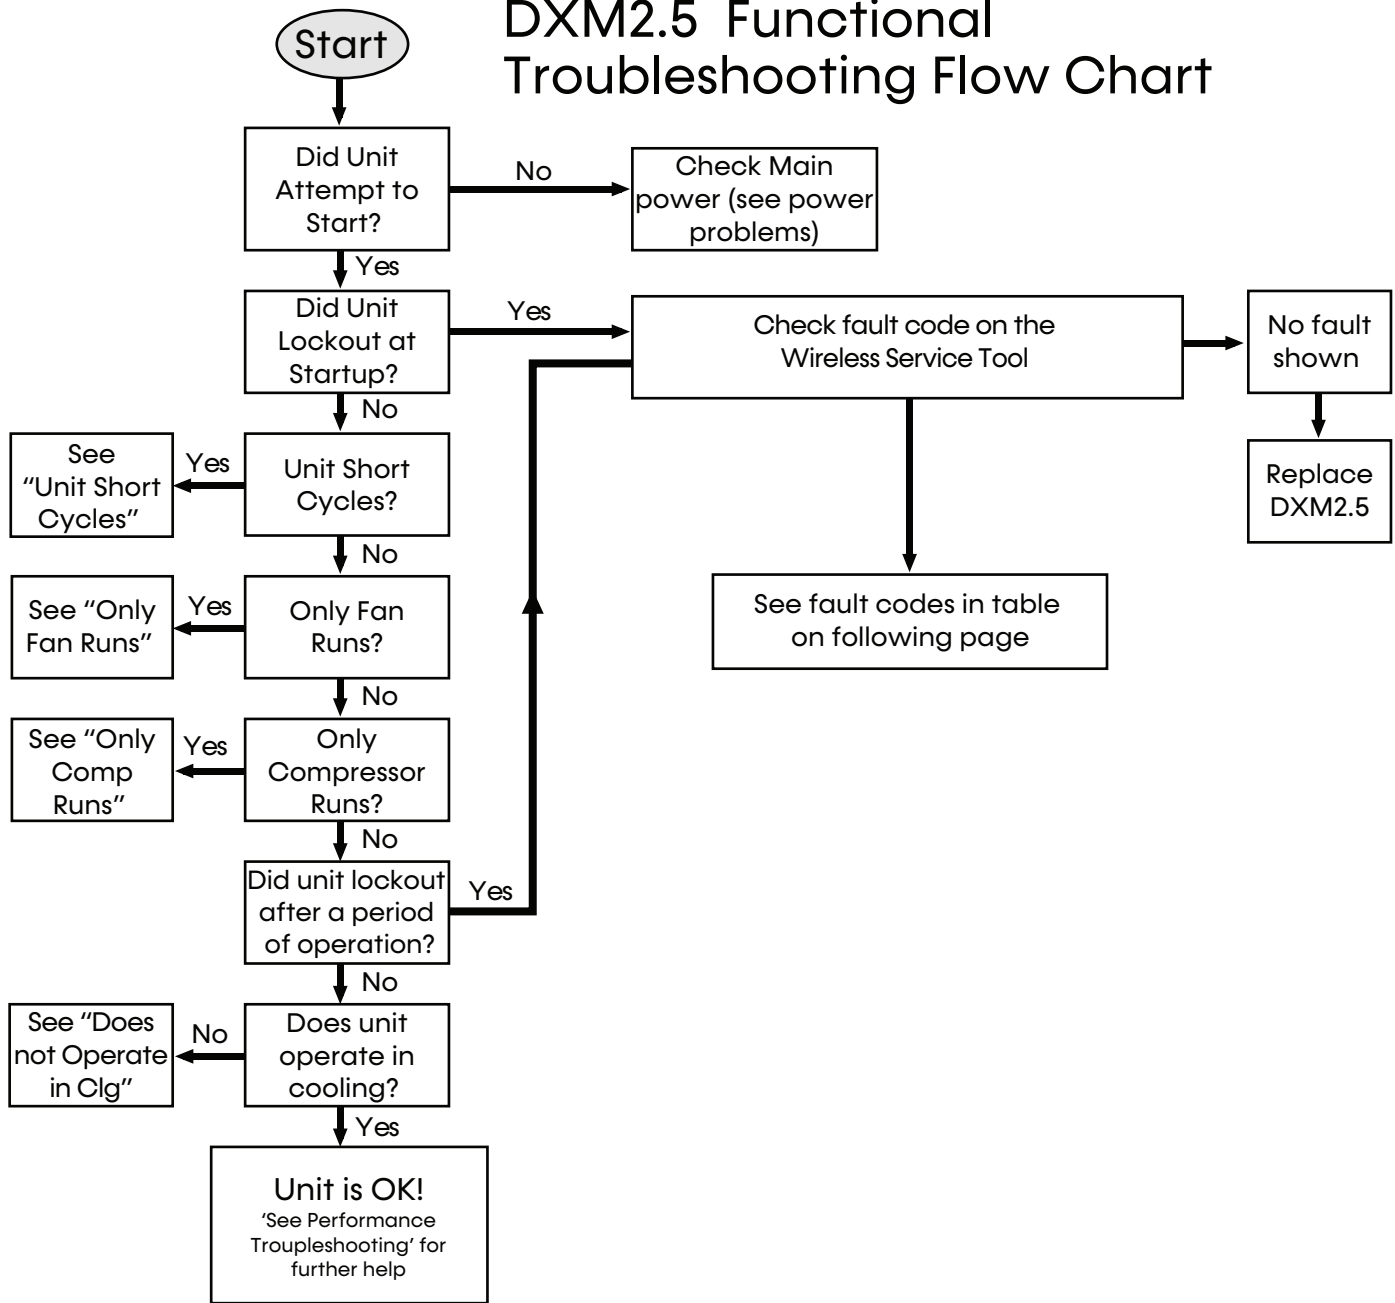 DXM2.5 Functional
Troubleshooting Flow Chart
Start
Did Unit
Attempt to
Start?
No
Check Main
power (see power
problems)
Yes
Did Unit
Lockout at
Startup?
Yes
Check fault code on the
Wireless Service Tool
No fault
shown
Replace
DXM2.5
See fault codes in table
on following page
No
Unit Short
Cycles?
Yes
See
"Unit Short
Cycles"
No
Only Fan
Runs?
Yes
See "Only
Fan Runs"
No
Only
Compressor
Runs?
Yes
See "Only
Comp
Runs"
No
Did unit lockout
after a period
of operation?
Yes
No
Does unit
operate in
cooling?
No
See "Does
not Operate
in Clg"
Yes
Unit is OK!
'See Performance
Troupleshooting' for
further help